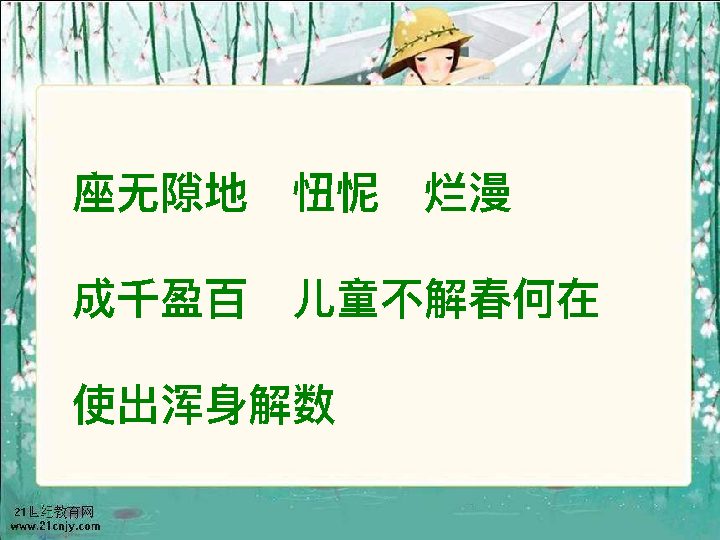 座无隙地　忸怩　烂漫
成千盈百　儿童不解春何在
使出浑身解数
21世纪教育网
www.21cnjy.com